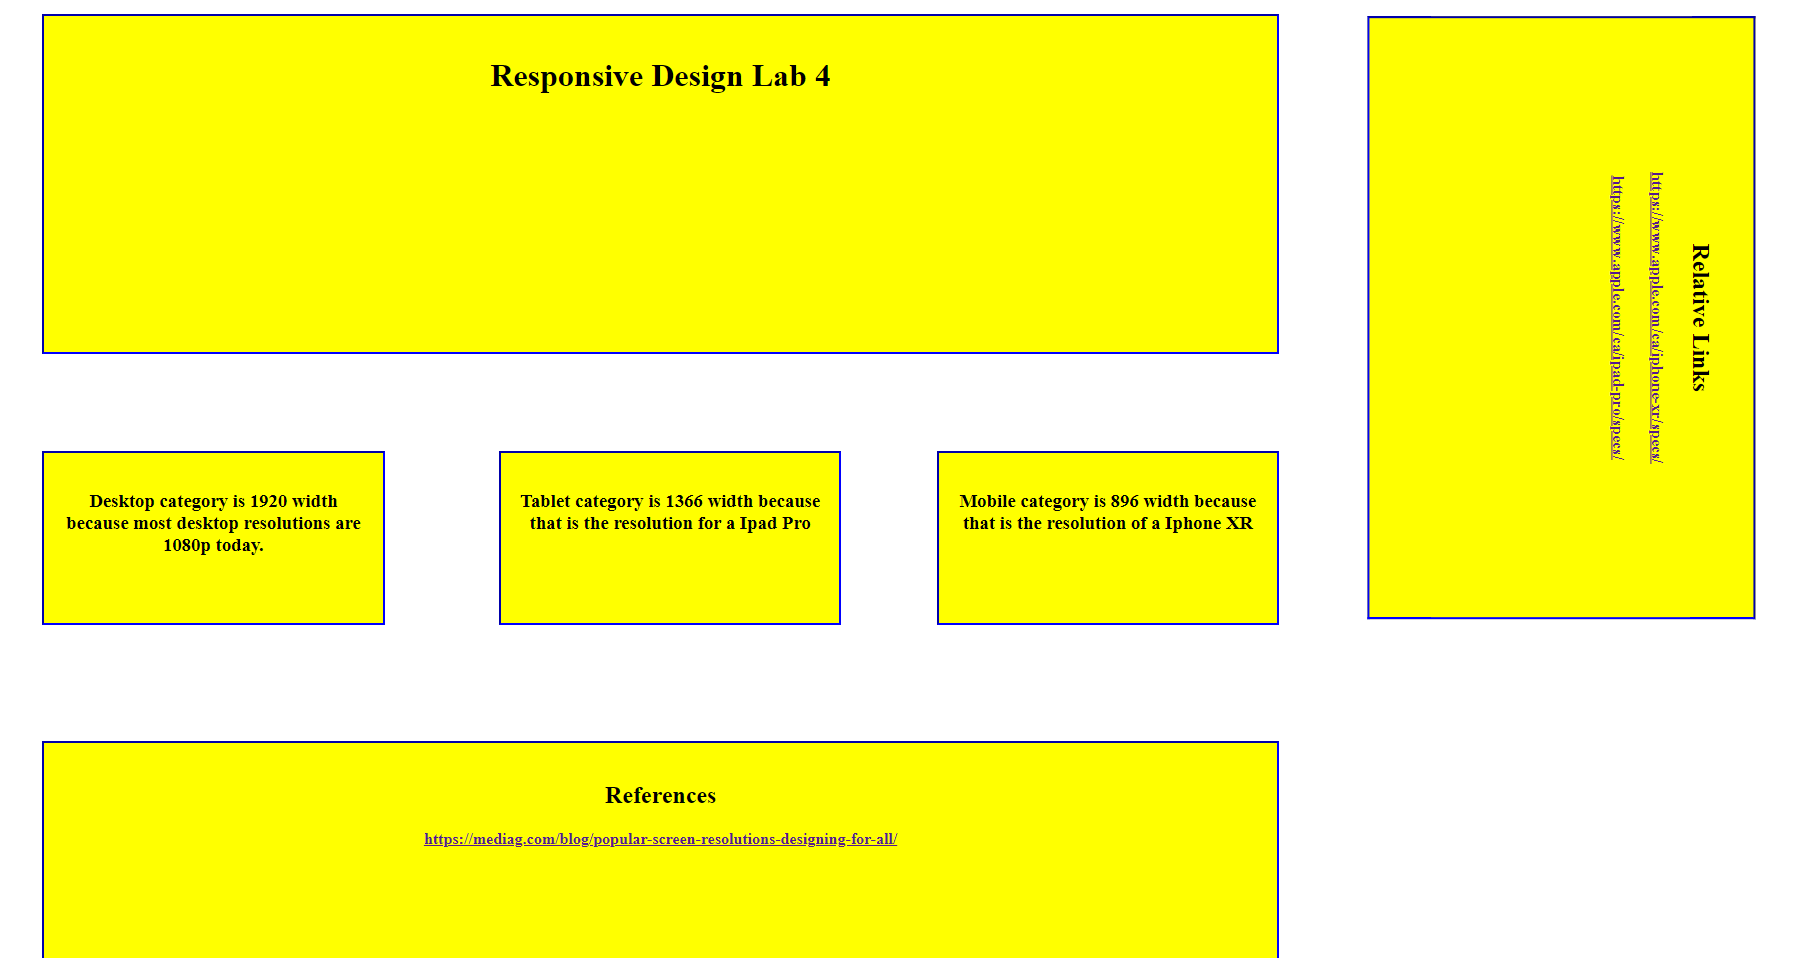 Responsive Design Lab 4
Relative Links
https://www.apple.com/ca/iphone-xr/specs/
https://www.apple.com/ca/ipad-pro/specs/
Desktop category is 1920 width
because most desktop resolutions are
1080p today.
Tablet category is 1366 width because
that is the resolution for a Ipad Pro
Mobile category is 896 width because
that is the resolution of a Iphone XR
References
https://mediag.com/blog/popular-screen-resolutions-designing-for-all/